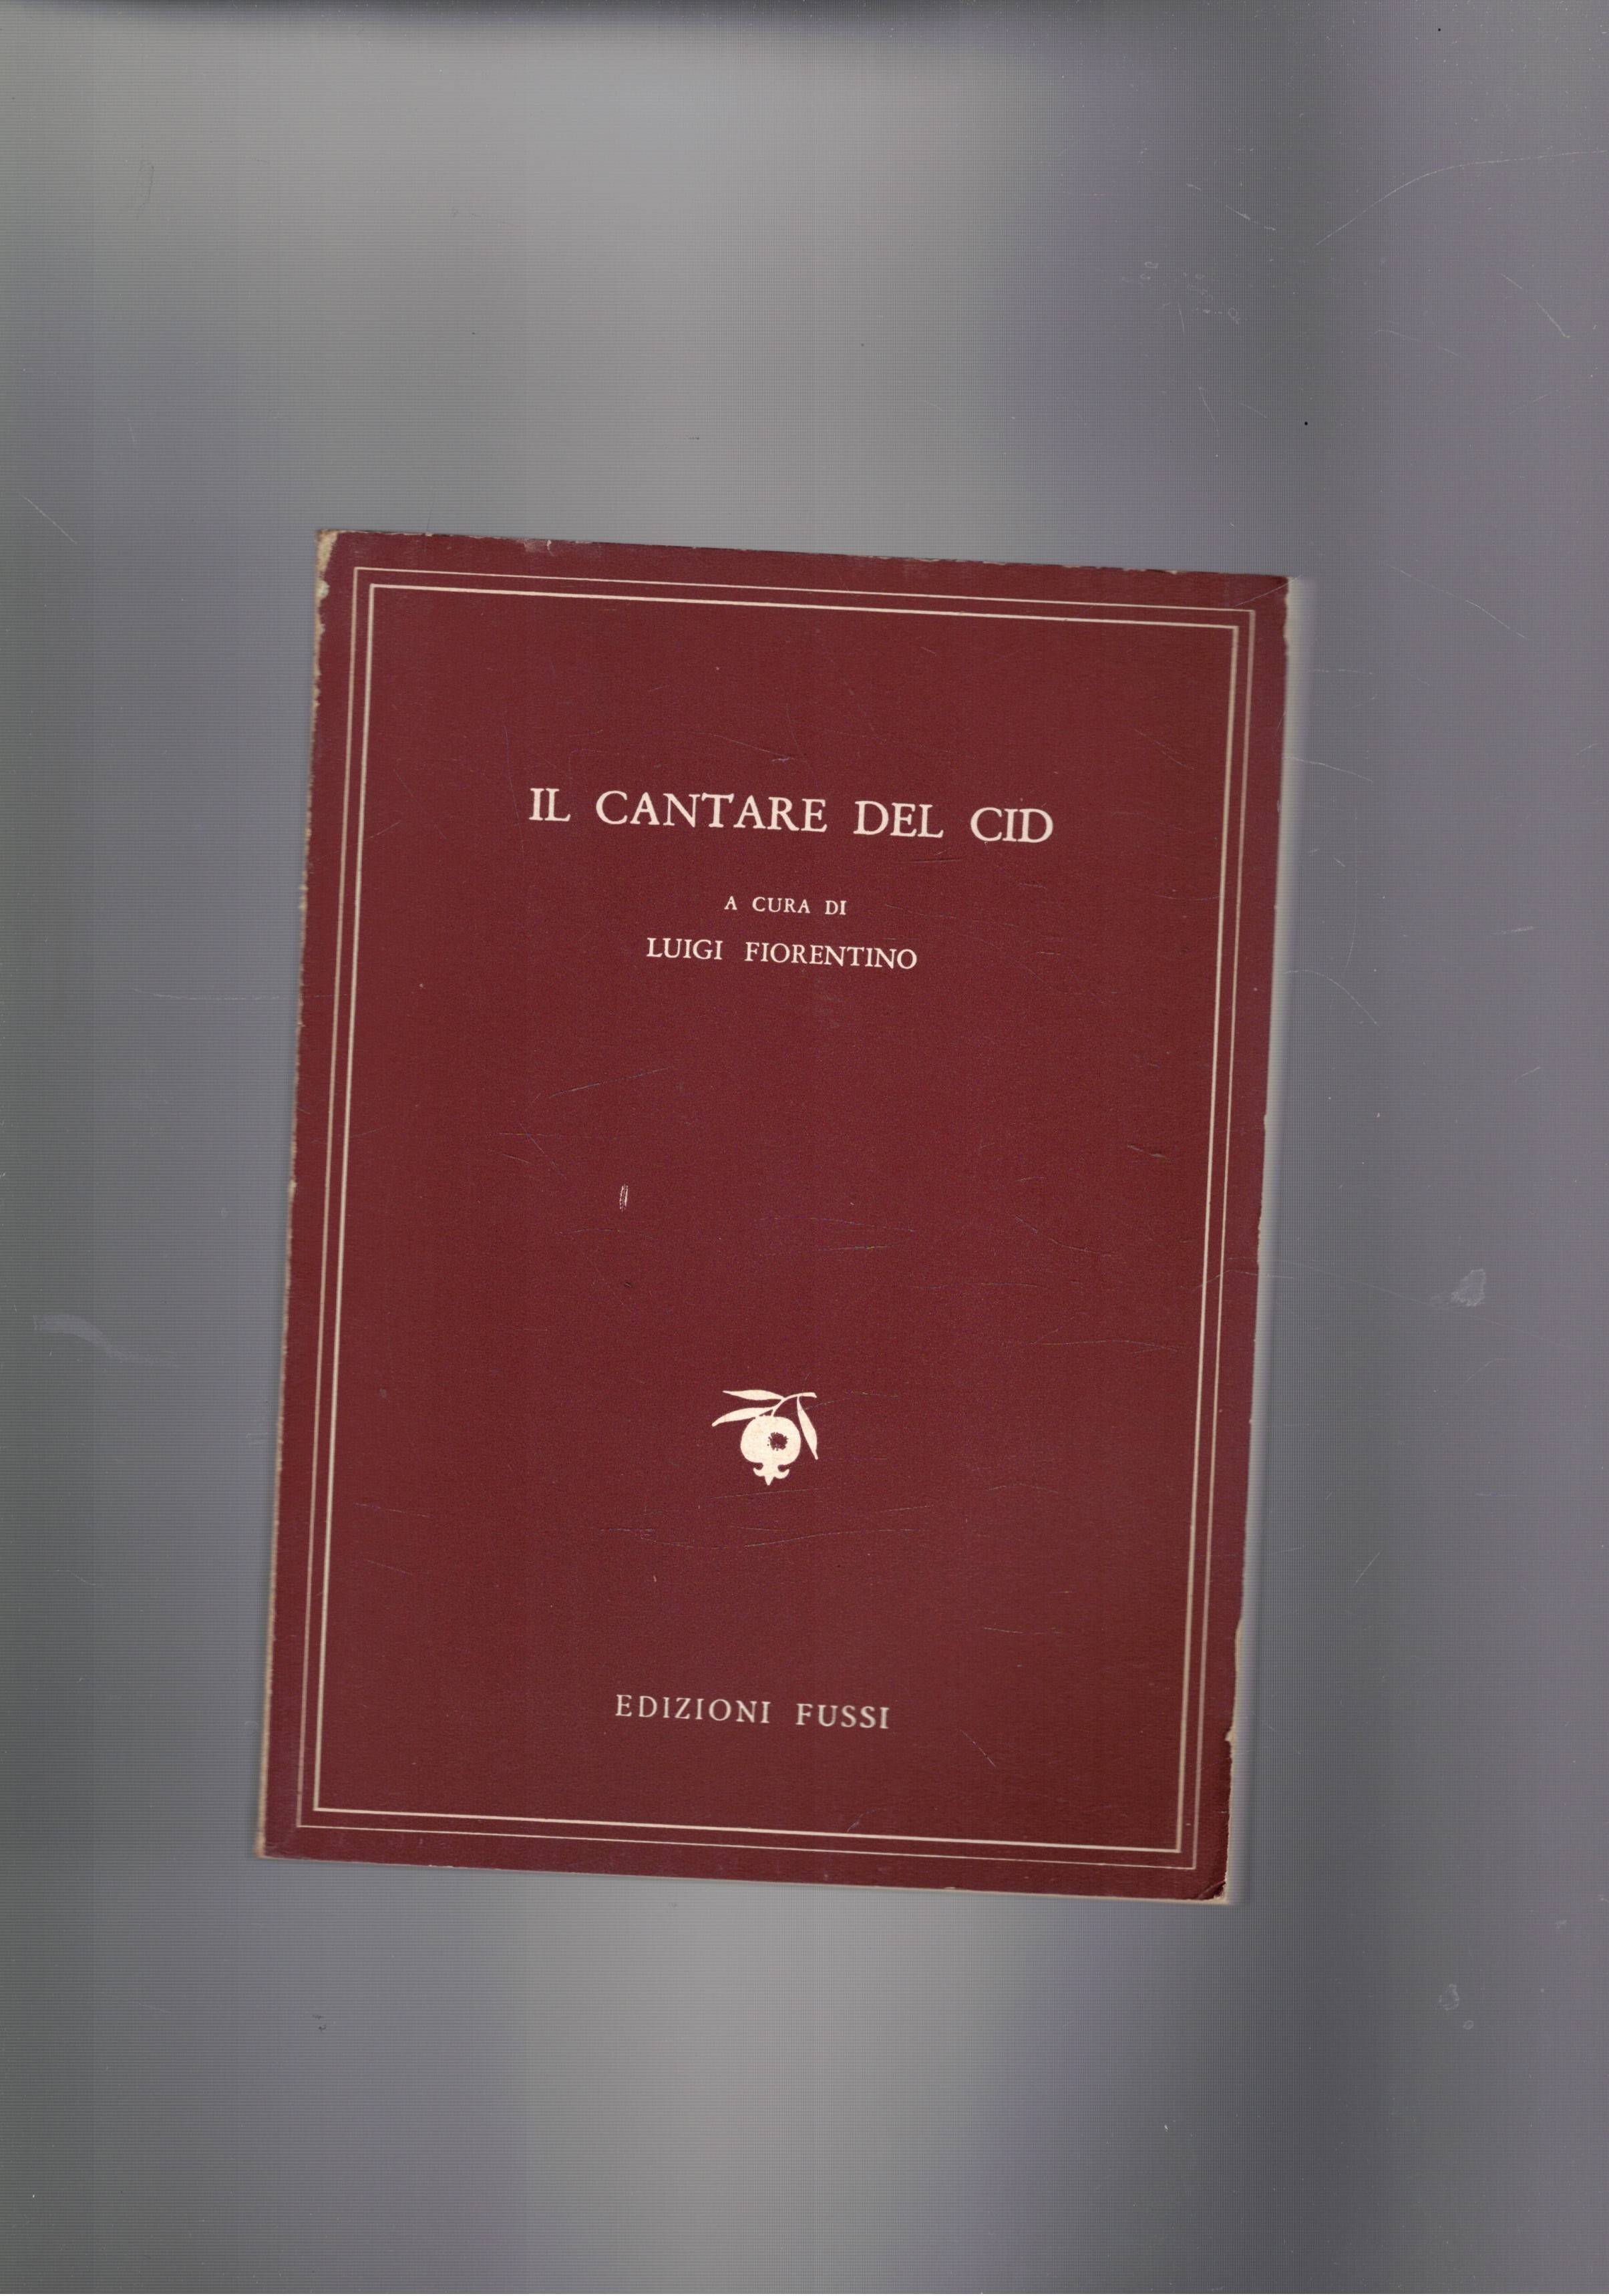 IL CANTARE DEL CID
A CURA DI
LUIGI FIORENTINO
EDIZIONI FUSSI